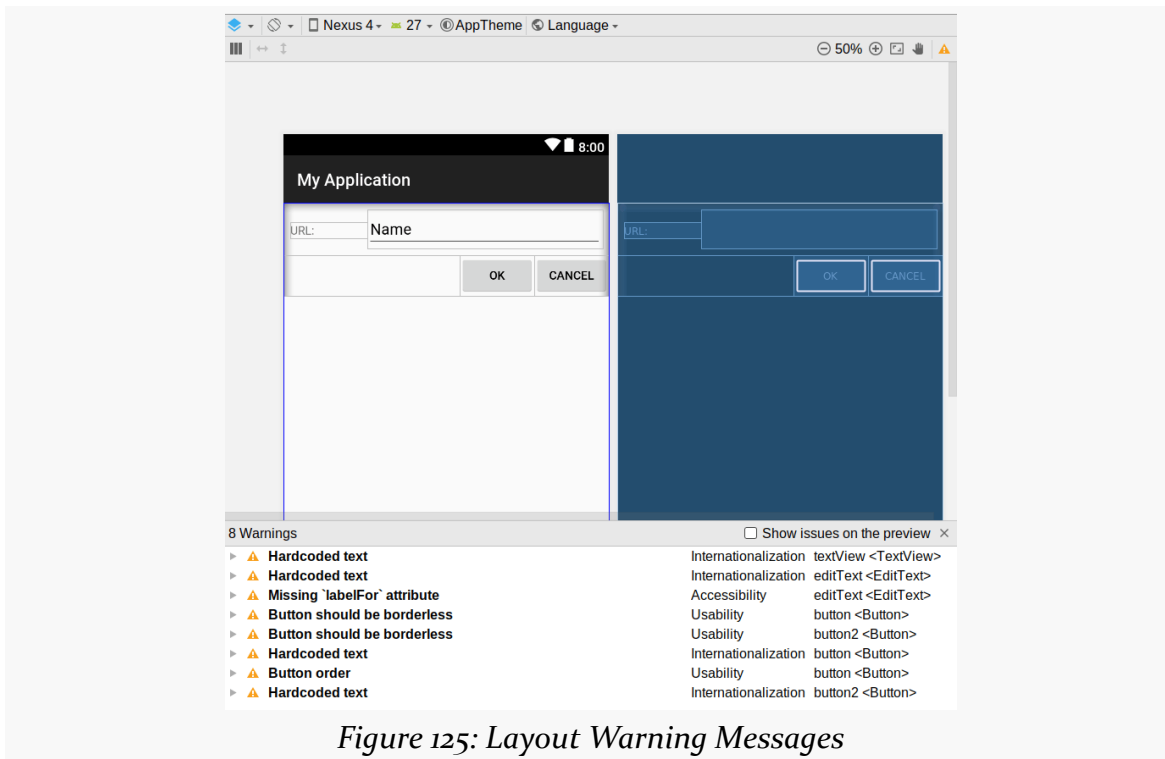 Nexus 4 27 AppTheme Language
50%
8:00
My Application
URL: Name
URL:
OK CANCEL
OK CANCEL
8 Warnings Show issues on the preview
Hardcoded text Internationalization textView <TextView>
Hardcoded text Internationalization editText <EditText>
Missing `labelFor` attribute Accessibility editText <EditText>
Button should be borderless Usability button <Button>
Button should be borderless Usability button2 <Button>
Hardcoded text Internationalization button <Button>
Button order Usability button <Button>
Hardcoded text Internationalization button2 <Button>
Figure 125: Layout Warning Messages